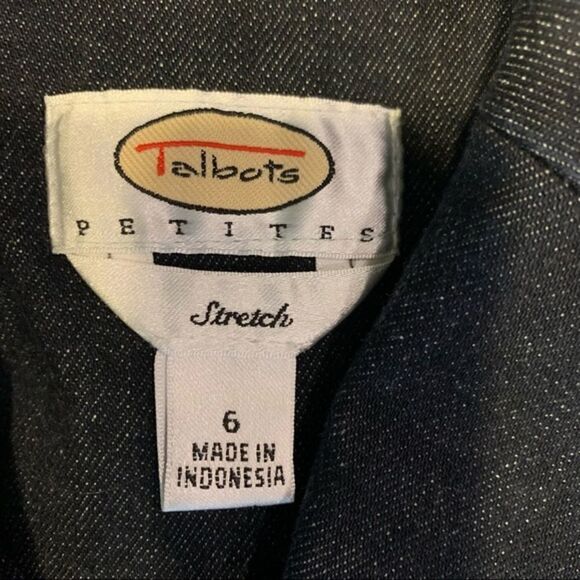 Talbots
PETITES
Stretch
6
MADE IN
INDONESIA